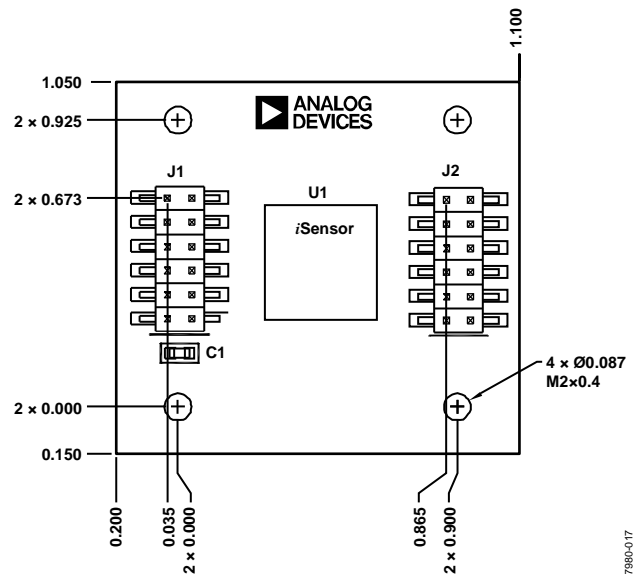 1.100
1.050
ANALOG
DEVICES
2 × 0.925
J1
J2
2 × 0.673
U1
iSensor
C1
4 × Ø0.087
M2×0.4
2 × 0.000
0.150
0.200
0.035
2 × 0.000
0.865
2 × 0.900
7980-017